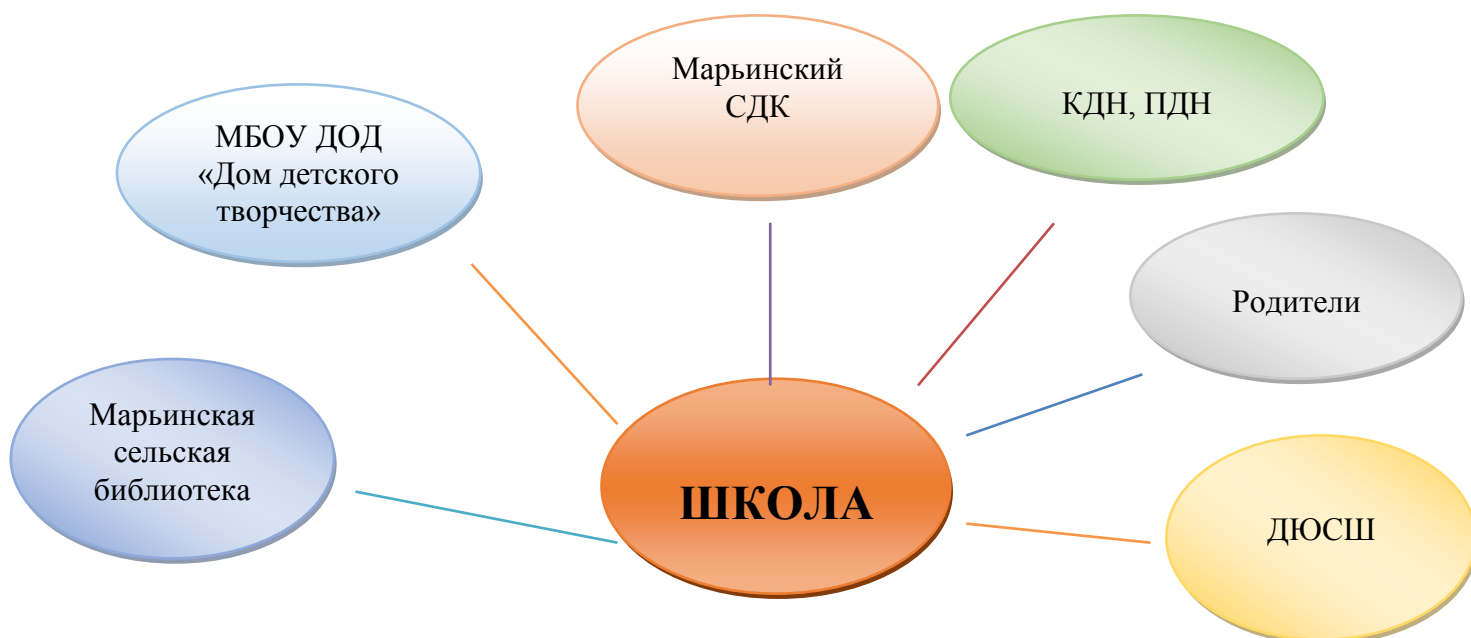 Марьинский
СДК
КДН, ПДН
МБОУ ДОД
«Дом детского
творчества»
Родители
Марьинская
сельская
библиотека
ШКОЛА
ДЮСШ